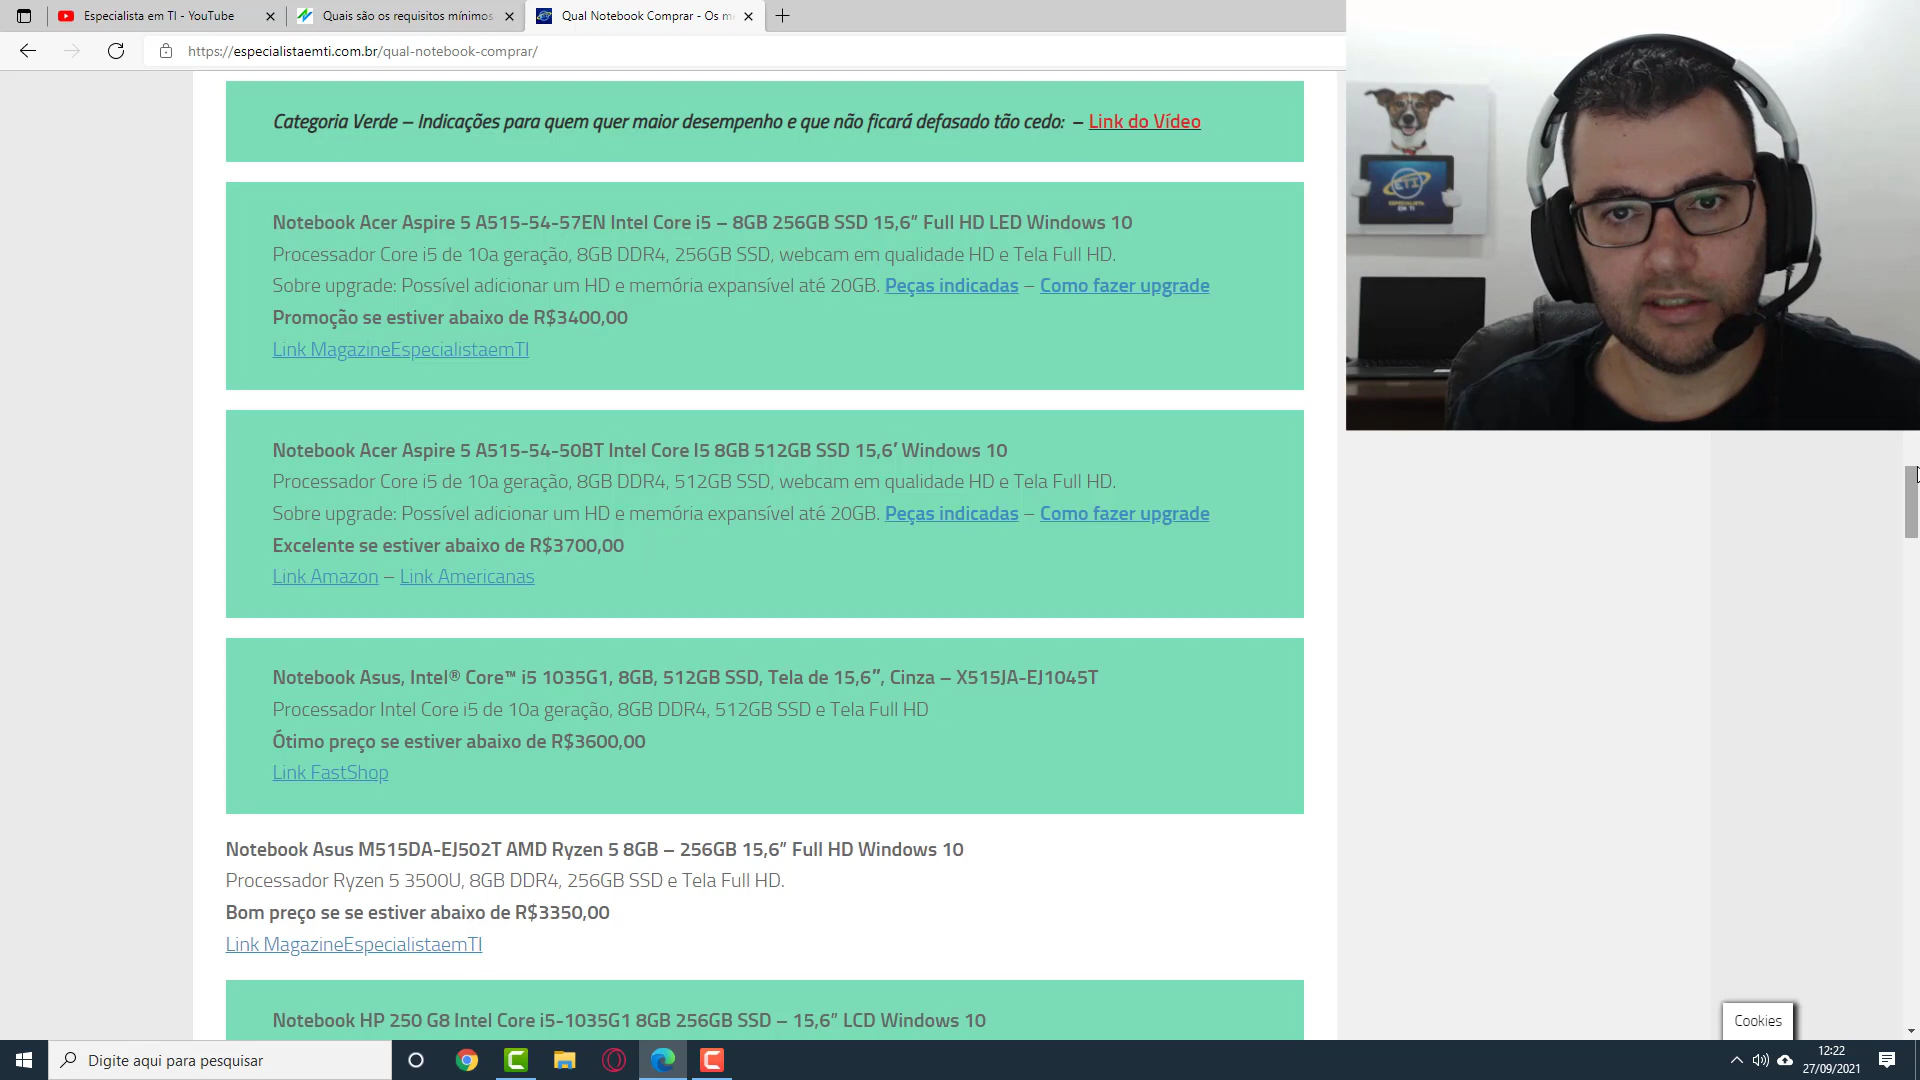 Especialista em TI - YouTube
Quais são os requisitos mínimos
Qual Notebook Comprar - Os m
https://especialistaemti.com.br/qual-notebook-comprar/
Categoria Verde – Indicações para quem quer maior desempenho e que não ficará defasado tão cedo: – Link do Vídeo
Notebook Acer Aspire 5 A515-54-57EN Intel Core i5 – 8GB 256GB SSD 15,6” Full HD LED Windows 10
Processador Core i5 de 10a geração, 8GB DDR4, 256GB SSD, webcam em qualidade HD e Tela Full HD.
Sobre upgrade: Possível adicionar um HD e memória expansível até 20GB. Peças indicadas – Como fazer upgrade
Promoção se estiver abaixo de R$3400,00
Link MagazineEspecialistaemTI
Notebook Acer Aspire 5 A515-54-50BT Intel Core I5 8GB 512GB SSD 15,6′ Windows 10
Processador Core i5 de 10a geração, 8GB DDR4, 512GB SSD, webcam em qualidade HD e Tela Full HD.
Sobre upgrade: Possível adicionar um HD e memória expansível até 20GB. Peças indicadas – Como fazer upgrade
Excelente se estiver abaixo de R$3700,00
Link Amazon – Link Americanas
Notebook Asus, Intel® Core™ i5 1035G1, 8GB, 512GB SSD, Tela de 15,6″, Cinza – X515JA-EJ1045T
Processador Intel Core i5 de 10a geração, 8GB DDR4, 512GB SSD e Tela Full HD
Ótimo preço se estiver abaixo de R$3600,00
Link FastShop
Notebook Asus M515DA-EJ502T AMD Ryzen 5 8GB – 256GB 15,6” Full HD Windows 10
Processador Ryzen 5 3500U, 8GB DDR4, 256GB SSD e Tela Full HD.
Bom preço se se estiver abaixo de R$3350,00
Link MagazineEspecialistaemTI
Notebook HP 250 G8 Intel Core i5-1035G1 8GB 256GB SSD – 15,6” LCD Windows 10
ETI
ESPECIALISTA
EM TI
Cookies
Digite aqui para pesquisar
12:22
27/09/2021